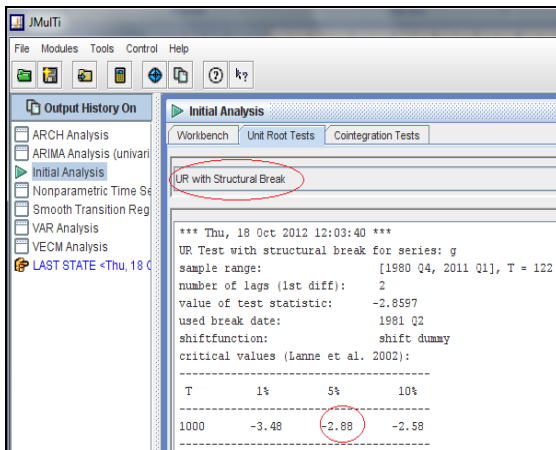 JMulTi
File Modules Tools Control Help
Output History On
ARCH Analysis
ARIMA Analysis (univari
Initial Analysis
Nonparametric Time Se
Smooth Transition Reg
VAR Analysis
VECM Analysis
LAST STATE <Thu, 18 O
Initial Analysis
Workbench Unit Root Tests Cointegration Tests
UR with Structural Break
*** Thu, 18 Oct 2012 12:03:40 ***
UR Test with structural break for series: g
sample range: [1980 Q4, 2011 Q1], T = 122
number of lags (1st diff): 2
value of test statistic: -2.8597
used break date: 1981 Q2
shiftfunction: shift dummy
critical values (Lanne et al. 2002):
-----------------------------------
T 1% 5% 10%
-----------------------------------
1000 -3.48 -2.88 -2.58
-----------------------------------